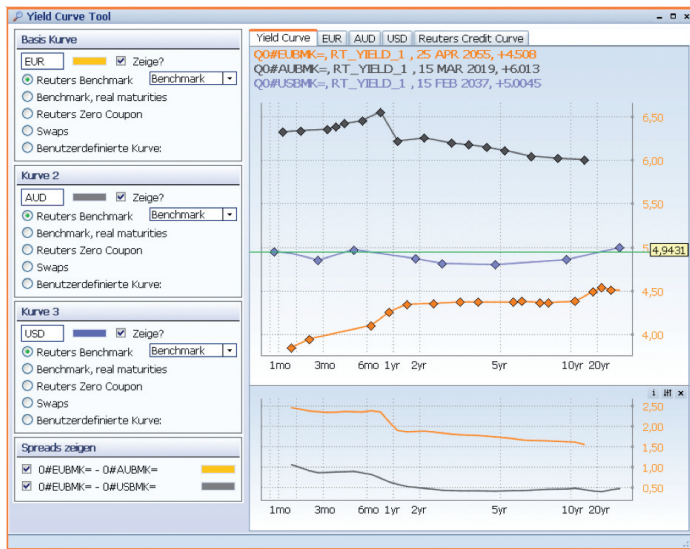 Yield Curve Tool
Basis Kurve
EUR Zeige?
Reuters Benchmark Benchmark
Benchmark, real maturities
Reuters Zero Coupon
Swaps
Benutzerdefinierte Kurve:
Kurve 2
AUD Zeige?
Reuters Benchmark Benchmark
Benchmark, real maturities
Reuters Zero Coupon
Swaps
Benutzerdefinierte Kurve:
Kurve 3
USD Zeige?
Reuters Benchmark Benchmark
Benchmark, real maturities
Reuters Zero Coupon
Swaps
Benutzerdefinierte Kurve:
Spreads zeigen
0#EUBMK= - 0#AUBMK=
0#EUBMK= - 0#USBMK=
Yield Curve EUR AUD USD Reuters Credit Curve
Q0#EUBMK=, RT_YIELD_1 , 25 APR 2055, +4.508
Q0#AUBMK=, RT_YIELD_1 , 15 MAR 2019, +6.013
Q0#USBMK=, RT_YIELD_1 , 15 FEB 2037, +5.0045
6,50
6,00
5,50
4,9431
4,50
4,00
1mo 3mo 6mo 1yr 2yr 5yr 10yr 20yr
2,50
2,00
1,50
1,00
0,50
1mo 3mo 6mo 1yr 2yr 5yr 10yr 20yr